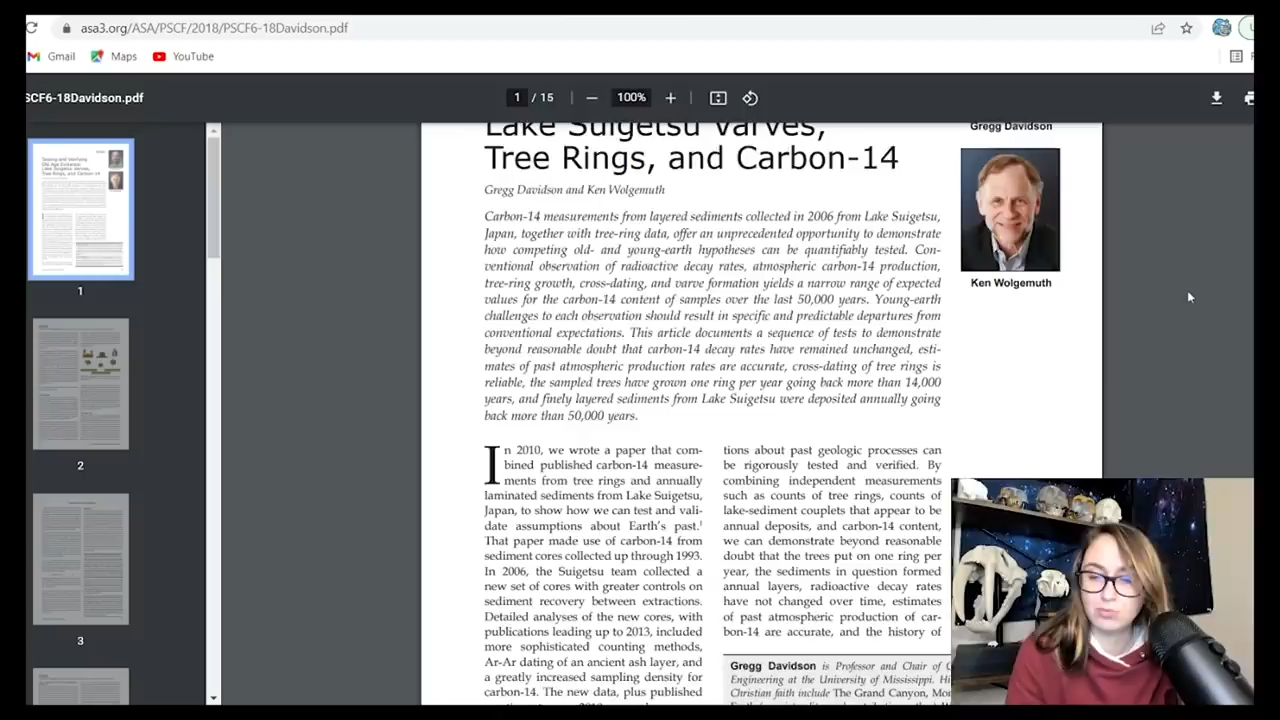 asa3.org/ASA/PSCF/2018/PSCF6-18Davidson.pdf
Gmail
Maps
YouTube
SCF6-18Davidson.pdf
1 / 15
100%
Lake Suigetsu Varves,
Tree Rings, and Carbon-14
Gregg Davidson and Ken Wolgemuth
Carbon-14 measurements from layered sediments collected in 2006 from Lake Suigetsu,
Japan, together with tree-ring data, offer an unprecedented opportunity to demonstrate
how competing old- and young-earth hypotheses can be quantifiably tested. Con-
ventional observation of radioactive decay rates, atmospheric carbon-14 production,
tree-ring growth, cross-dating, and varve formation yields a narrow range of expected
values for the carbon-14 content of samples over the last 50,000 years. Young-earth
challenges to each observation should result in specific and predictable departures from
conventional expectations. This article documents a sequence of tests to demonstrate
beyond reasonable doubt that carbon-14 decay rates have remained unchanged, esti-
mates of past atmospheric production rates are accurate, cross-dating of tree rings is
reliable, the sampled trees have grown one ring per year going back more than 14,000
years, and finely layered sediments from Lake Suigetsu were deposited annually going
back more than 50,000 years.
Gregg Davidson
Ken Wolgemuth
In 2010, we wrote a paper that com-
bined published carbon-14 measure-
ments from tree rings and annually
laminated sediments from Lake Suigetsu,
Japan, to show how we can test and vali-
date assumptions about Earth's past.1
That paper made use of carbon-14 from
sediment cores collected up through 1993.
In 2006, the Suigetsu team collected a
new set of cores with greater controls on
sediment recovery between extractions.
Detailed analyses of the new cores, with
publications leading up to 2013, included
more sophisticated counting methods,
Ar-Ar dating of an ancient ash layer, and
a greatly increased sampling density for
carbon-14. The new data, plus published
tions about past geologic processes can
be rigorously tested and verified. By
combining independent measurements
such as counts of tree rings, counts of
lake-sediment couplets that appear to be
annual deposits, and carbon-14 content,
we can demonstrate beyond reasonable
doubt that the trees put on one ring per
year, the sediments in question formed
annual layers, radioactive decay rates
have not changed over time, estimates
of past atmospheric production of car-
bon-14 are accurate, and the history of
Gregg Davidson is Professor and Chair of
Engineering at the University of Mississippi.
Christian faith include The Grand Canyon,
1
2
3